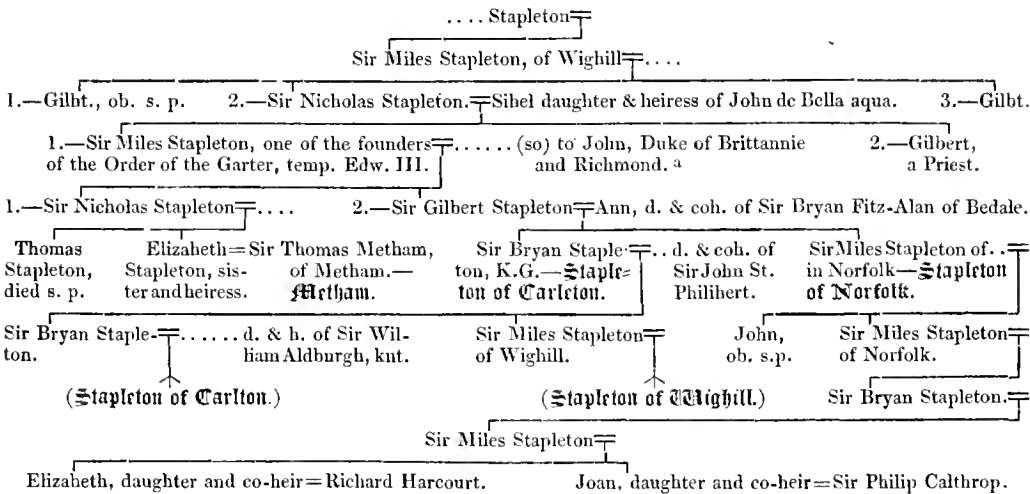 .... Stapleton
Sir Miles Stapleton, of Wighill ....
1.—Gilbt., ob. s. p. 2.—Sir Nicholas Stapleton. Sibel daughter & heiress of John de Bella aqua. 3.—Gilbt.
1.—Sir Miles Stapleton, one of the founders ...... (so) to John, Duke of Brittannie 2.—Gilbert,
of the Order of the Garter, temp. Edw. III. and Richmond. a a Priest.
1.—Sir Nicholas Stapleton .... 2.—Sir Gilbert Stapleton Ann, d. & coh. of Sir Bryan Fitz-Alan of Bedale.
Thomas Elizabeth = Sir Thomas Metham, Sir Bryan Staple- .. d. & coh. of Sir Miles Stapleton of ..
Stapleton, Stapleton, sis- of Metham.— ton, K.G.—Staple- Sir John St. in Norfolk—Stapleton
died s. p. ter and heiress. Metham. ton of Carleton. Philibert. of Norfolk.
Sir Bryan Staple- ...... d. & h. of Sir Wil- Sir Miles Stapleton John, Sir Miles Stapleton
ton. liam Aldburgh, knt. of Wighill. ob. s.p. of Norfolk.
(Stapleton of Carlton.) (Stapleton of Wighill.) Sir Bryan Stapleton.
Sir Miles Stapleton
Elizabeth, daughter and co-heir = Richard Harcourt. Joan, daughter and co-heir = Sir Philip Calthrop.